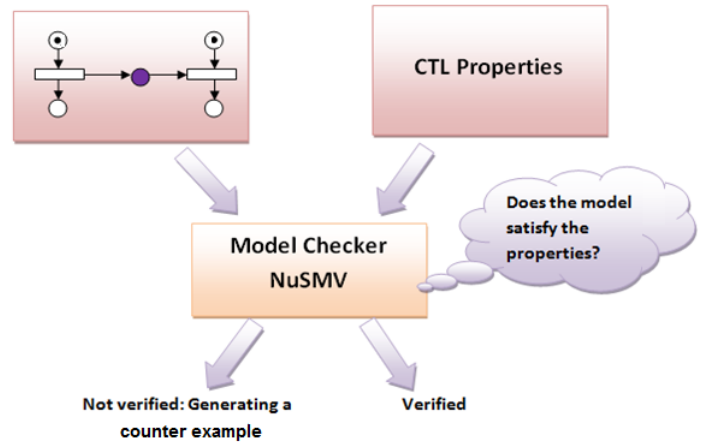 CTL Properties
Does the model
satisfy the
properties?
Model Checker
NuSMV
Not verified: Generating a
counter example
Verified